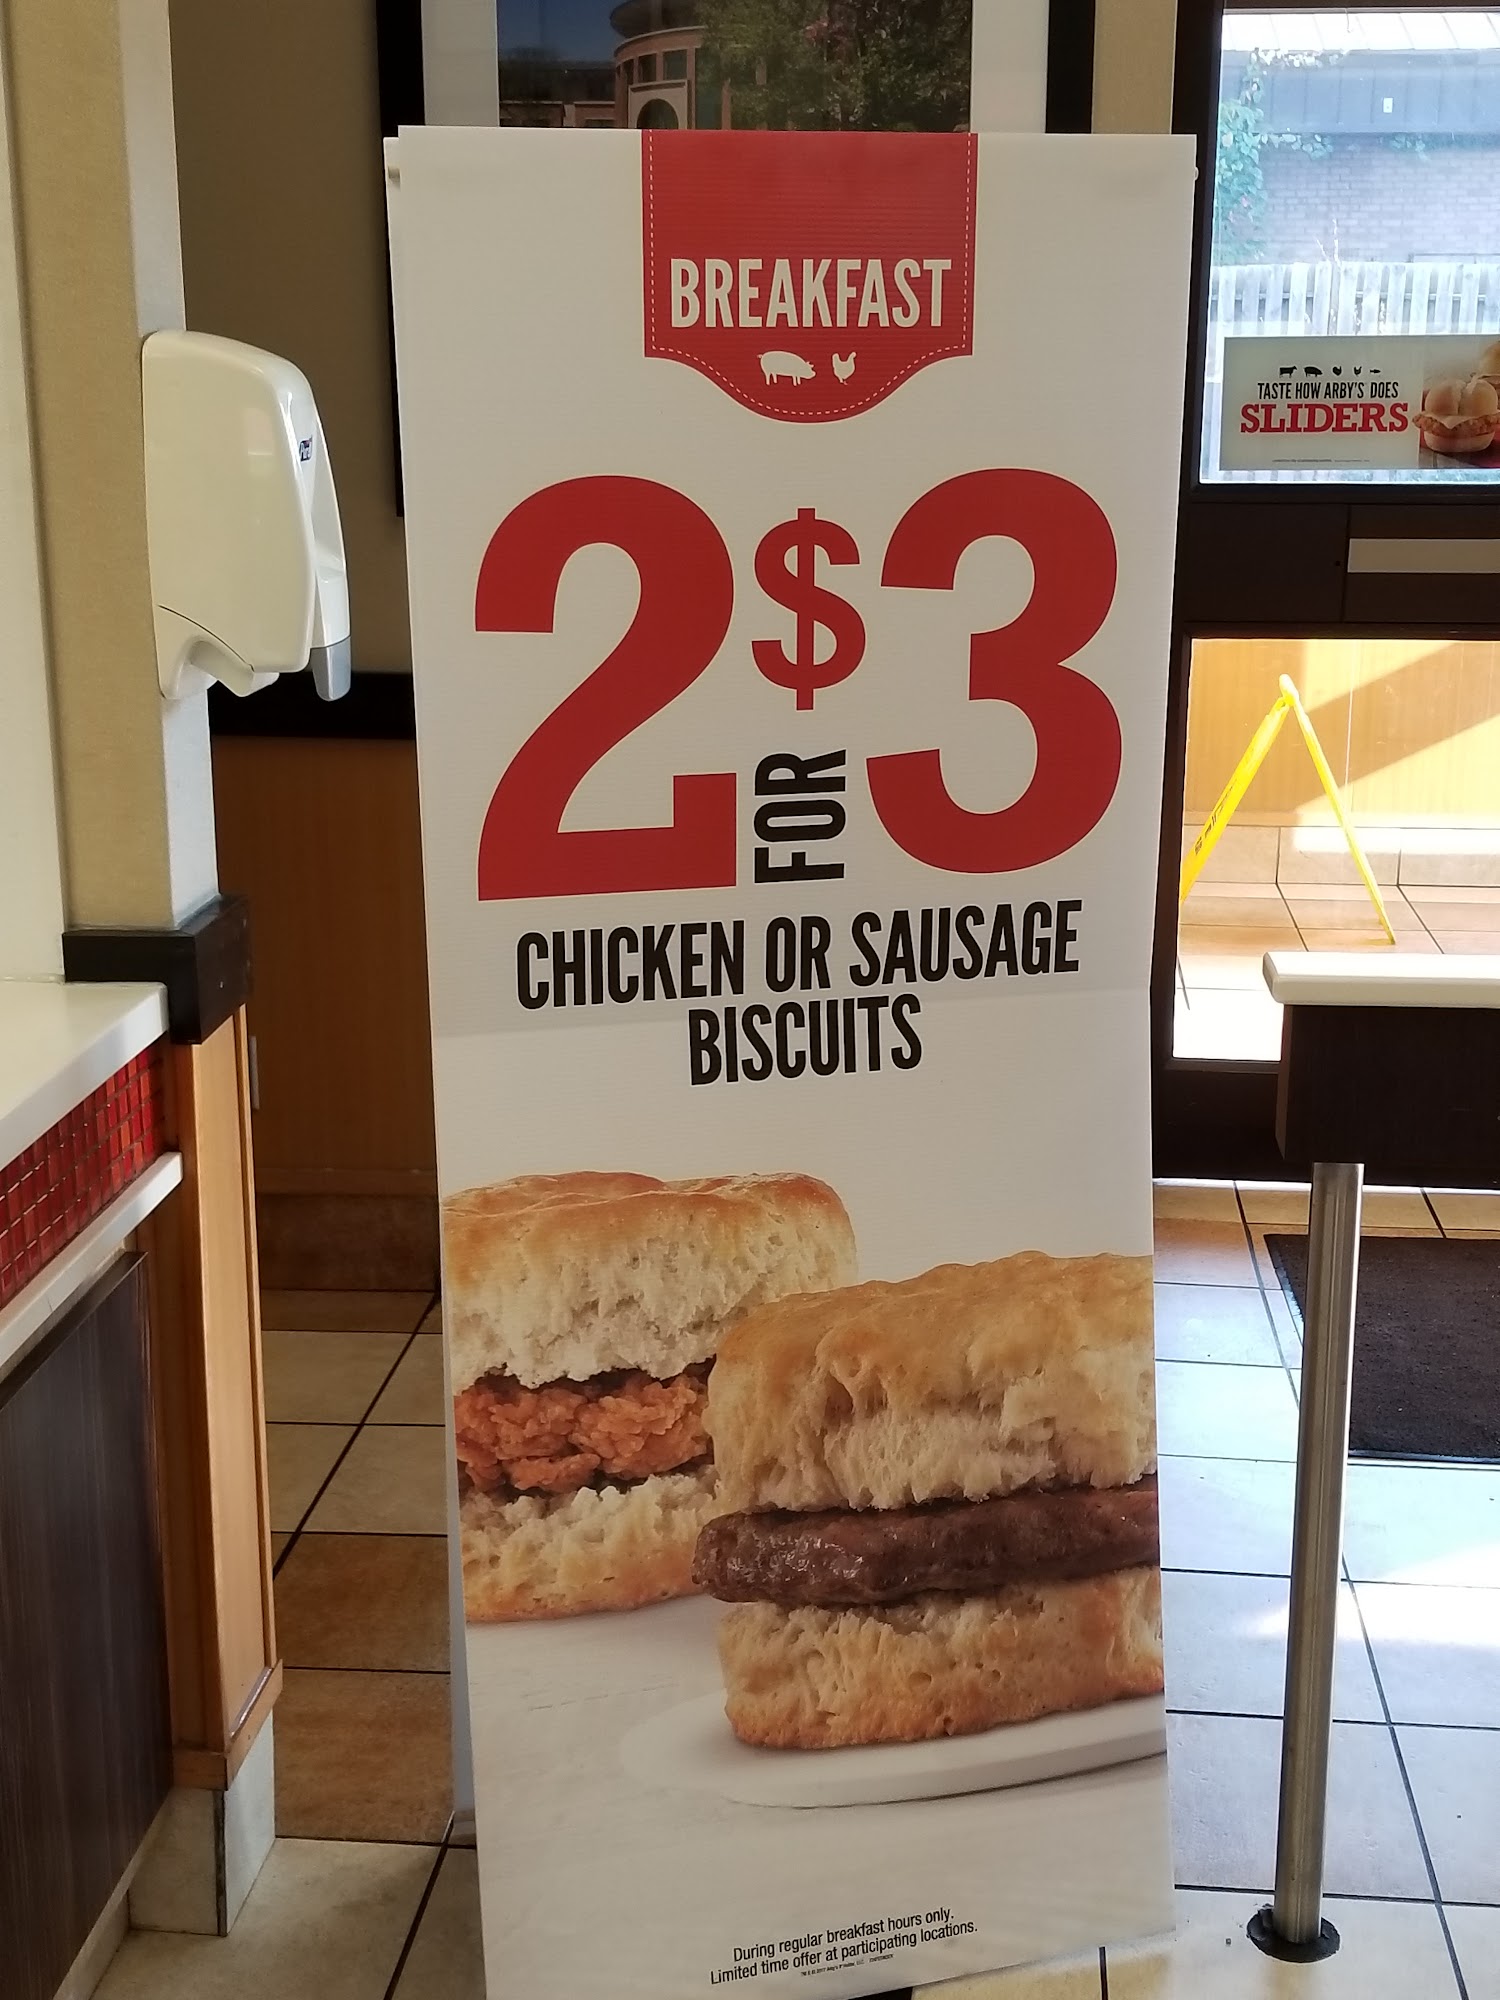 BREAKFAST
2 FOR $3
CHICKEN OR SAUSAGE
BISCUITS
During regular breakfast hours only.
Limited time offer at participating locations.
TASTE HOW ARBY'S DOES
SLIDERS